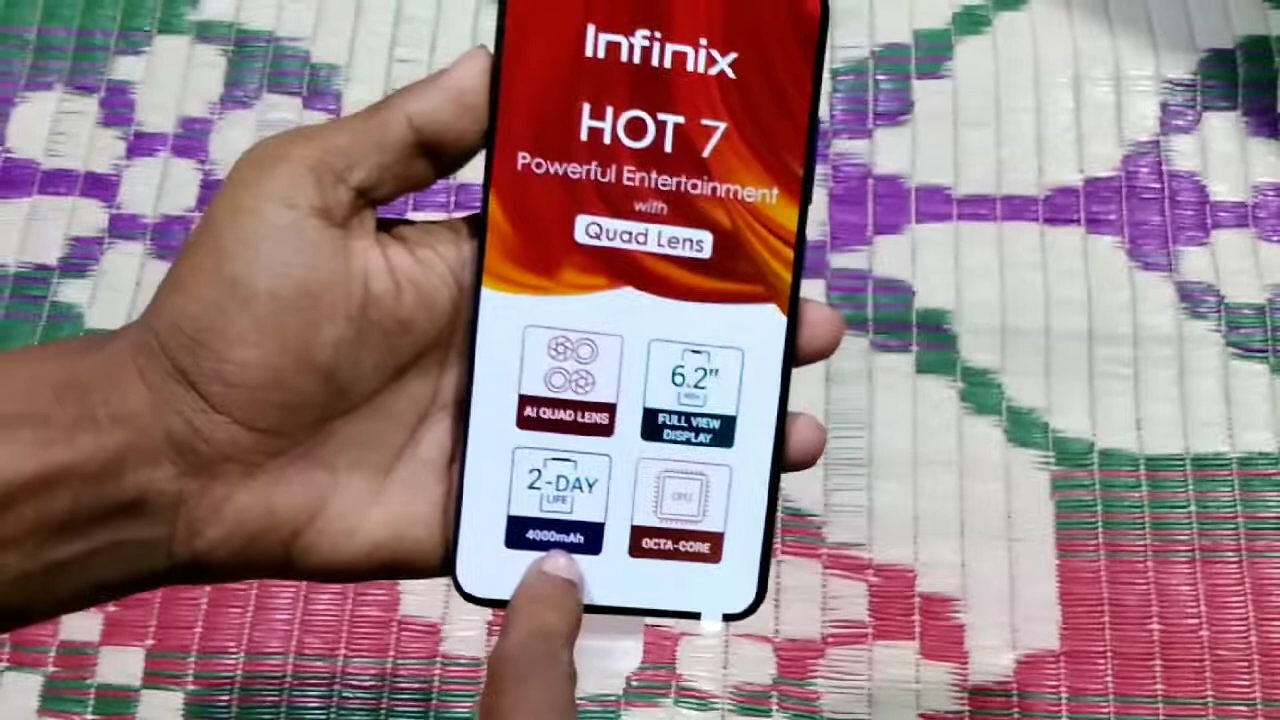 Infinix
HOT 7
Powerful Entertainment
with
Quad Lens
AI QUAD LENS
6.2"
FULL VIEW
DISPLAY
2-DAY
LIFE
4000mAh
CPU
OCTA-CORE